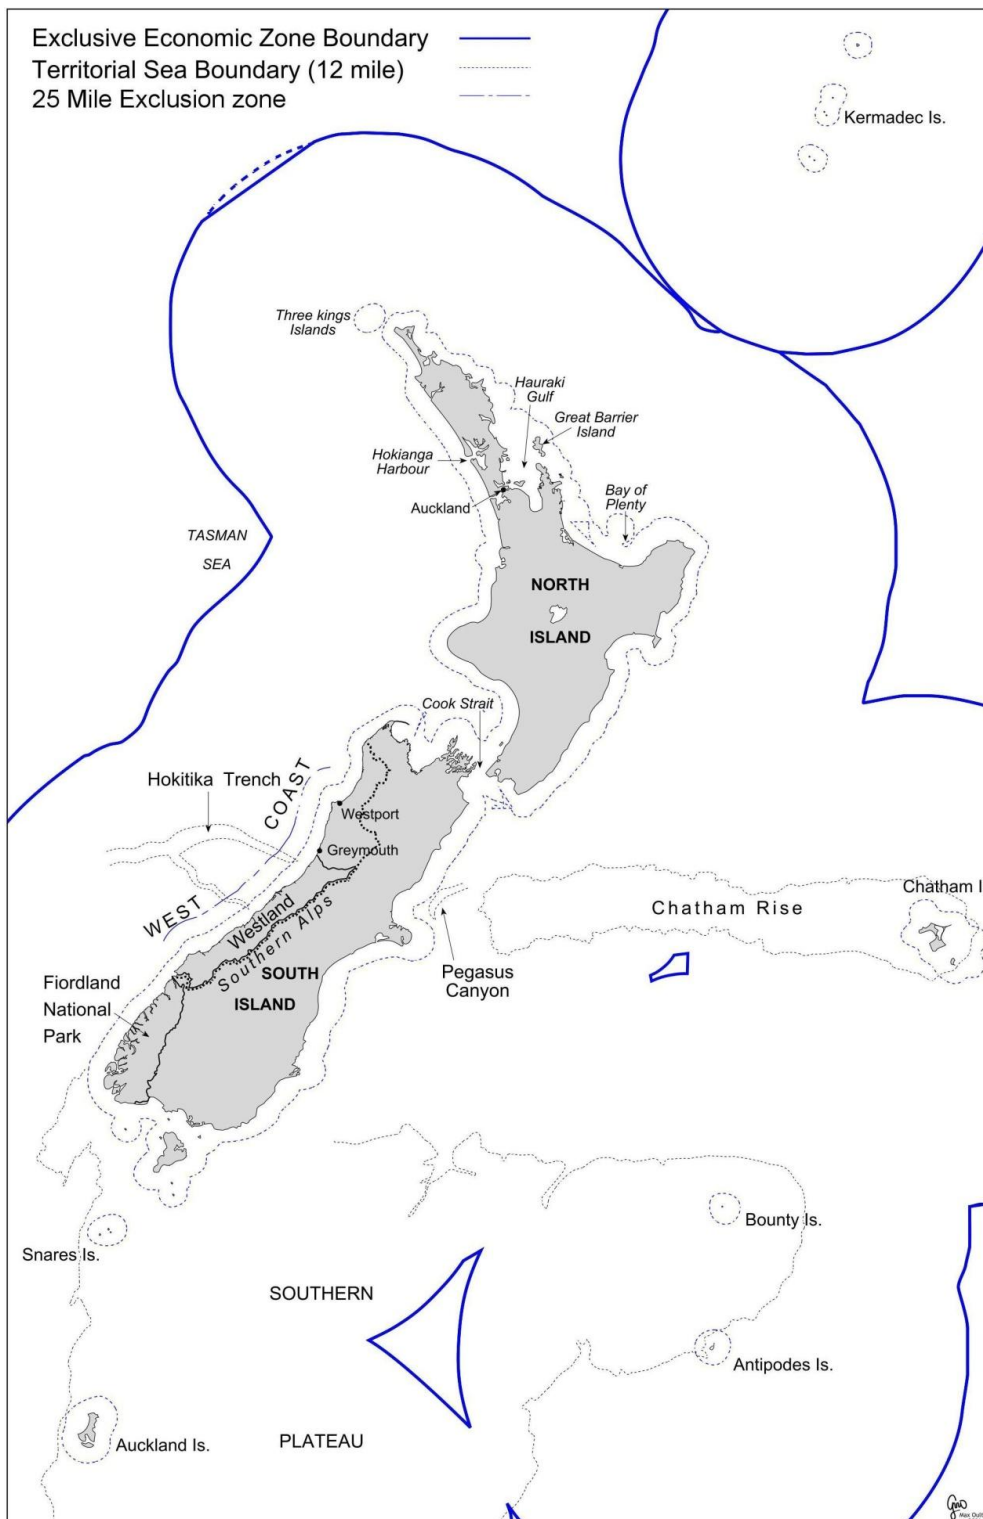 Exclusive Economic Zone Boundary
Territorial Sea Boundary (12 mile)
25 Mile Exclusion zone
Kermadec Is.
Three kings
Islands
Hauraki
Gulf
Great Barrier
Island
Hokianga
Harbour
Auckland
Bay of
Plenty
TASMAN
SEA
NORTH
ISLAND
Cook Strait
Hokitika Trench
WEST COAST
Westport
Greymouth
Westland
Southern Alps
SOUTH
ISLAND
Chatham I
Chatham Rise
Pegasus
Canyon
Fiordland
National
Park
Snares Is.
Bounty Is.
SOUTHERN
Antipodes Is.
Auckland Is.
PLATEAU
Max